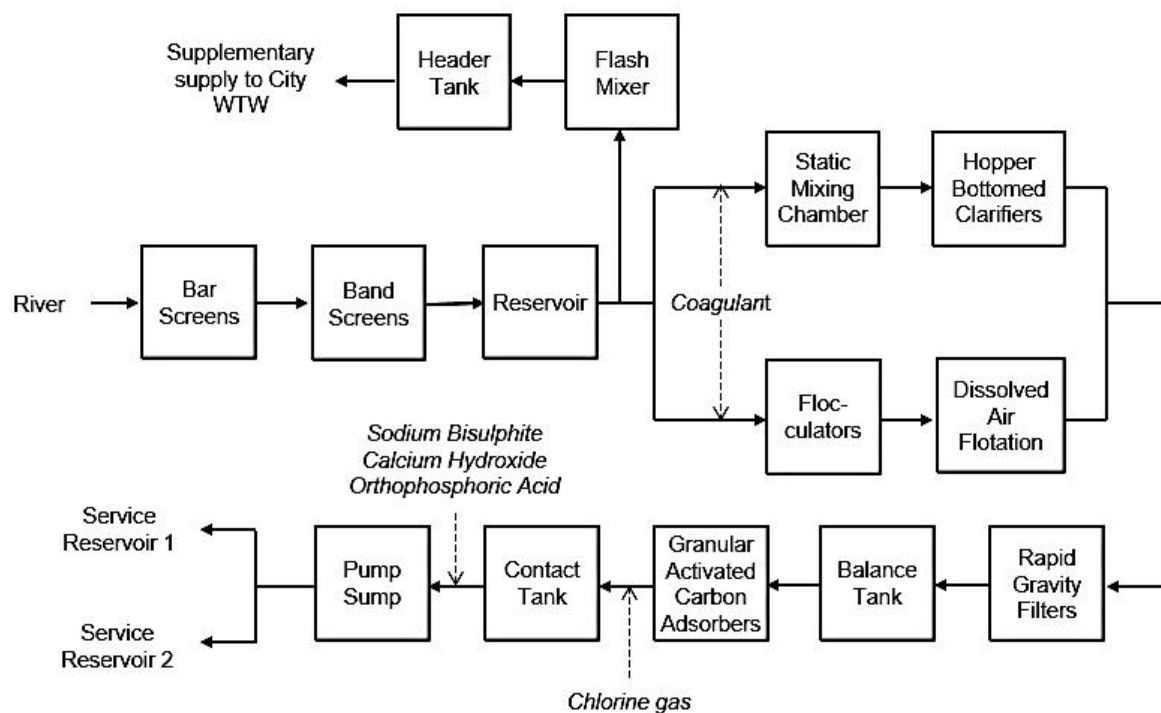 Supplementary
supply to City
WTW
Header
Tank
Flash
Mixer
Static
Mixing
Chamber
Hopper
Bottomed
Clarifiers
River
Bar
Screens
Band
Screens
Reservoir
Coagulant
Floc-
culators
Dissolved
Air
Flotation
Sodium Bisulphite
Calcium Hydroxide
Orthophosphoric Acid
Service
Reservoir 1
Service
Reservoir 2
Pump
Sump
Contact
Tank
Granular
Activated
Carbon
Adsorbers
Balance
Tank
Rapid
Gravity
Filters
Chlorine gas